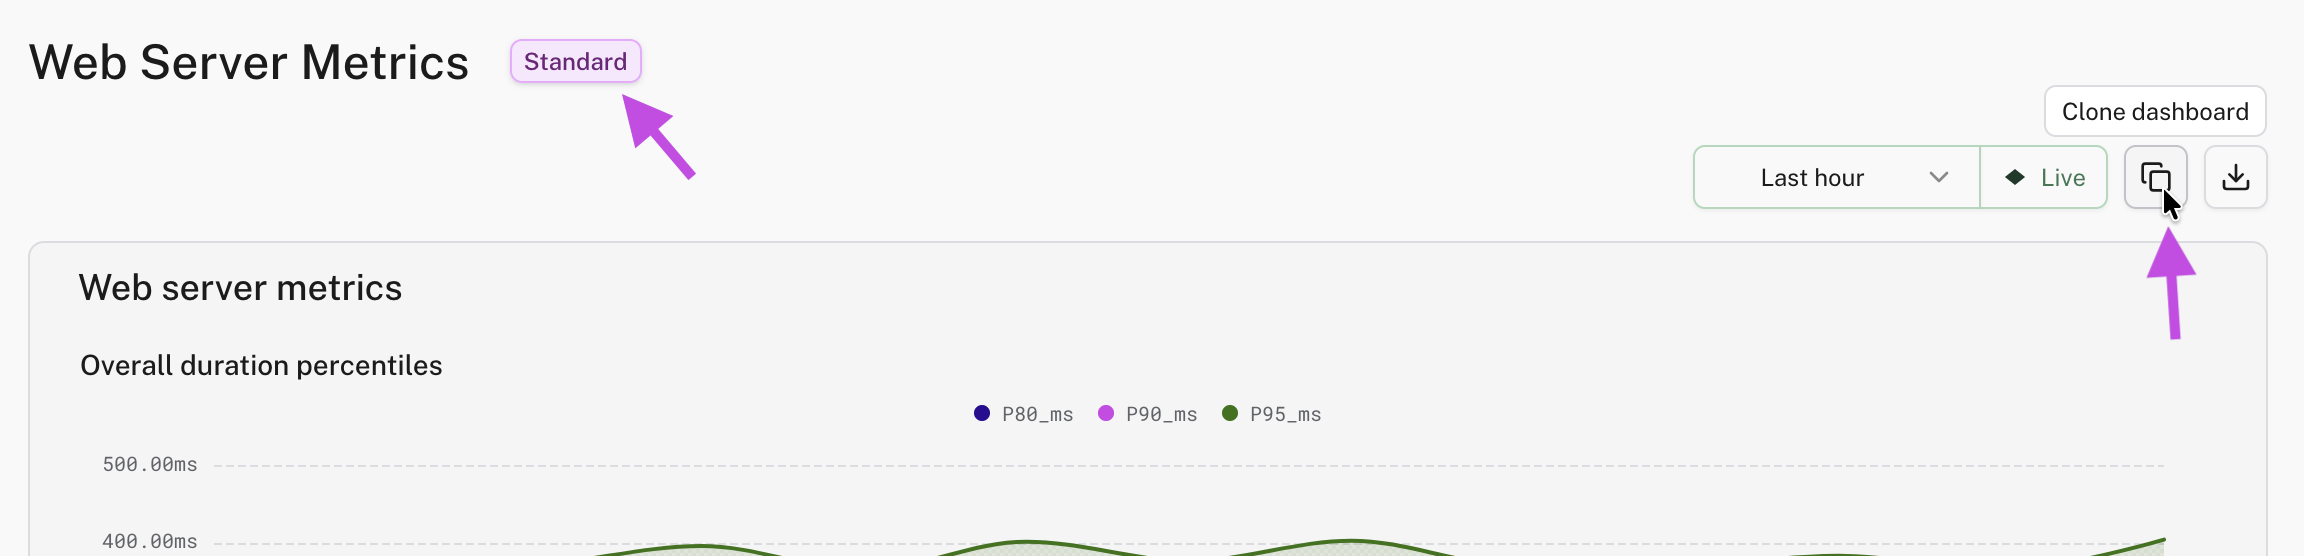 Web Server Metrics
Standard
Clone dashboard
Last hour
Live
Web server metrics
Overall duration percentiles
P80_ms P90_ms P95_ms
500.00ms
400.00ms